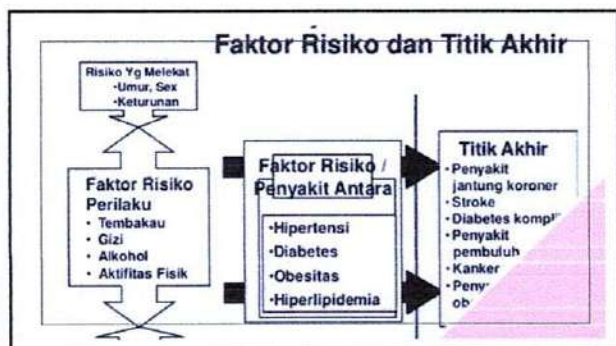 Faktor Risiko dan Titik Akhir
Risiko Yg Melekat
•Umur, Sex
•Keturunan
Faktor Risiko
Perilaku
• Tembakau
• Gizi
• Alkohol
• Aktifitas Fisik
Faktor Risiko /
Penyakit Antara
•Hipertensi
•Diabetes
•Obesitas
•Hiperlipidemia
Titik Akhir
•Penyakit
jantung koroner
•Stroke
•Diabetes
•Penyakit
pembuluh
•Kanker